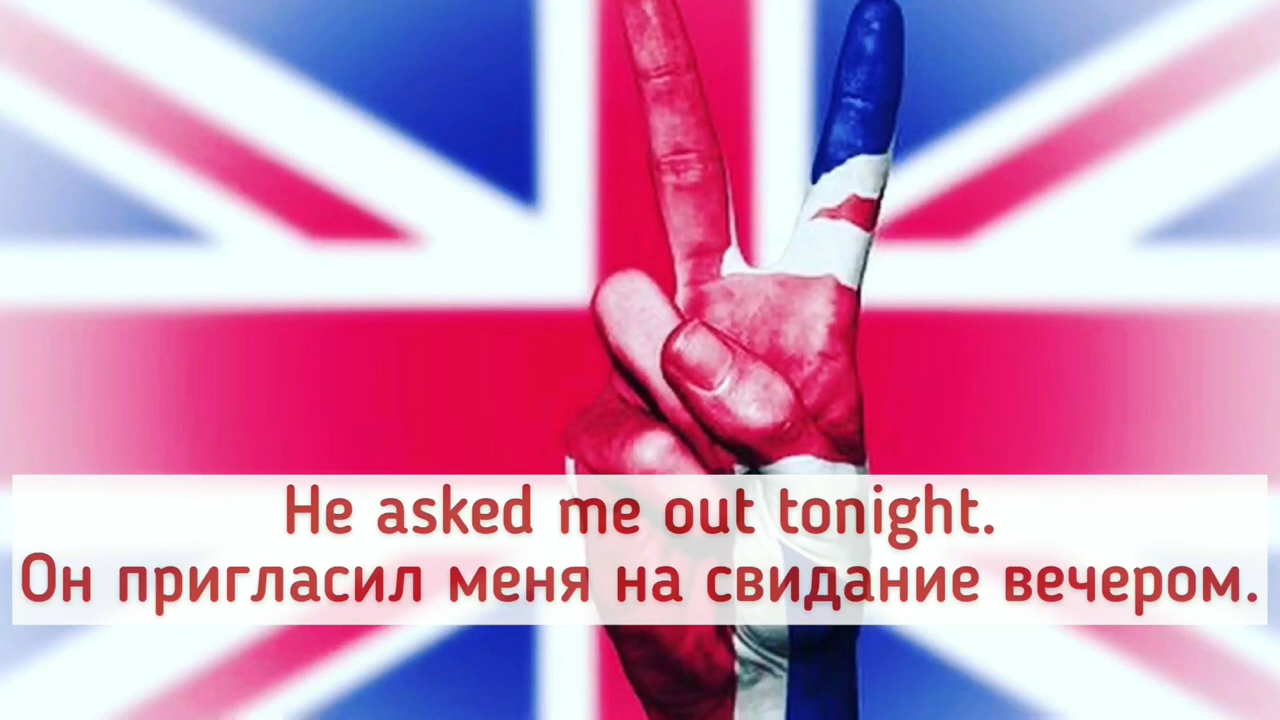 He asked me out tonight.
Он пригласил меня на свидание вечером.